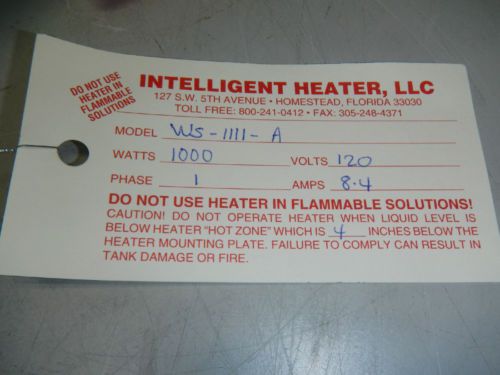 DO NOT USE
HEATER IN
FLAMMABLE
SOLUTIONS
INTELLIGENT HEATER, LLC
127 S.W. 5TH AVENUE • HOMESTEAD, FLORIDA 33030
TOLL FREE: 800-241-0412 • FAX: 305-248-4371
MODEL WS-1111-A
WATTS 1000 VOLTS 120
PHASE 1 AMPS 8.4
DO NOT USE HEATER IN FLAMMABLE SOLUTIONS!
CAUTION! DO NOT OPERATE HEATER WHEN LIQUID LEVEL IS
BELOW HEATER "HOT ZONE" WHICH IS 4 INCHES BELOW THE
HEATER MOUNTING PLATE. FAILURE TO COMPLY CAN RESULT IN
TANK DAMAGE OR FIRE.